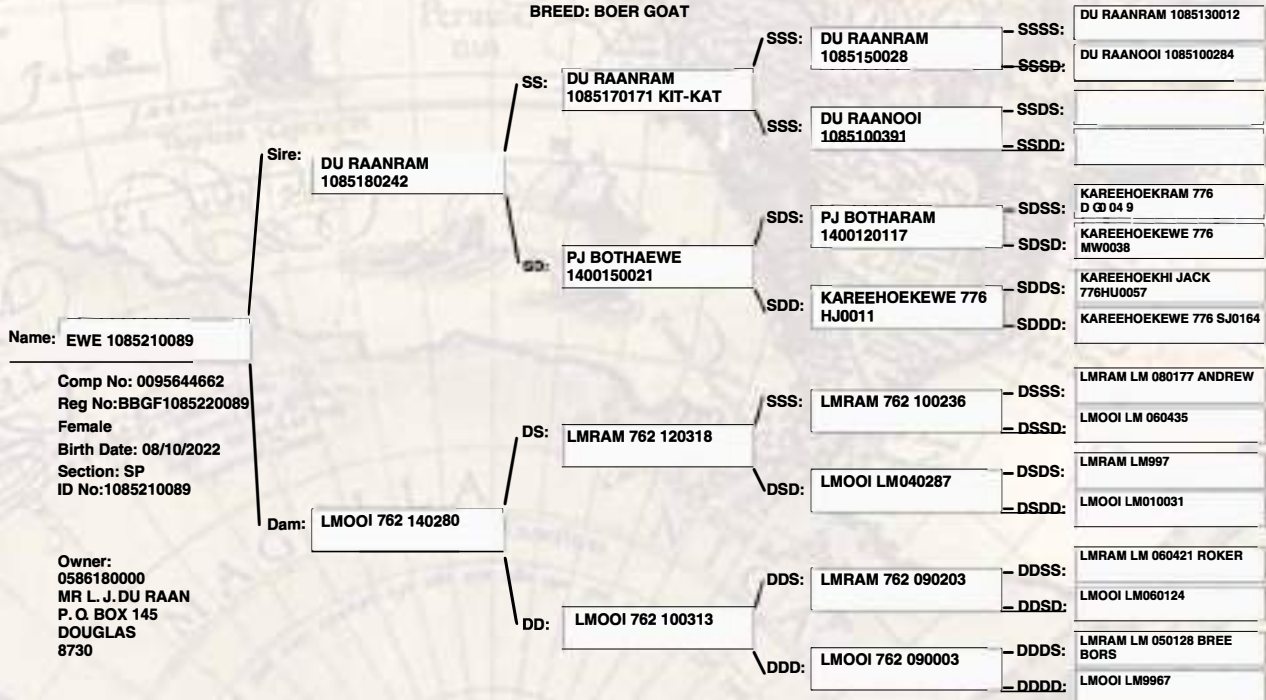 BREED: BOER GOAT
Name: EWE 1085210089
Comp No: 0095644662
Reg No:BBGF1085220089
Female
Birth Date: 08/10/2022
Section: SP
ID No:1085210089
Owner:
0586180000
MR L. J. DU RAAN
P. O. BOX 145
DOUGLAS
8730
Sire: DU RAANRAM
1085180242
Dam: LMOOI 762 140280
SS: DU RAANRAM
1085170171 KIT-KAT
SD: PJ BOTHAEWE
1400150021
DS: LMRAM 762 120318
DD: LMOOI 762 100313
SSS: DU RAANRAM
1085150028
SSS: DU RAANOOI
1085100391
SDS: PJ BOTHARAM
1400120117
SDD: KAREEHOEKEWE 776
HJ0011
SSS: LMRAM 762 100236
DSD: LMOOI LM040287
DDS: LMRAM 762 090203
DDD: LMOOI 762 090003
SSSS: DU RAANRAM 1085130012
SSSD: DU RAANOOI 1085100284
SSDS:
SSDD:
SDSS: KAREEHOEKRAM 776
D G0 04 9
SDSD: KAREEHOEKEWE 776
MW0038
SDDS: KAREEHOEKHI JACK
776HU0057
SDDD: KAREEHOEKEWE 776 SJ0164
DSSS: LMRAM LM 080177 ANDREW
DSSD: LMOOI LM 060435
DSDS: LMRAM LM997
DSDD: LMOOI LM010031
DDSS: LMRAM LM 060421 ROKER
DDSD: LMOOI LM060124
DDDS: LMRAM LM 050128 BREE
BORS
DDDD: LMOOI LM9967